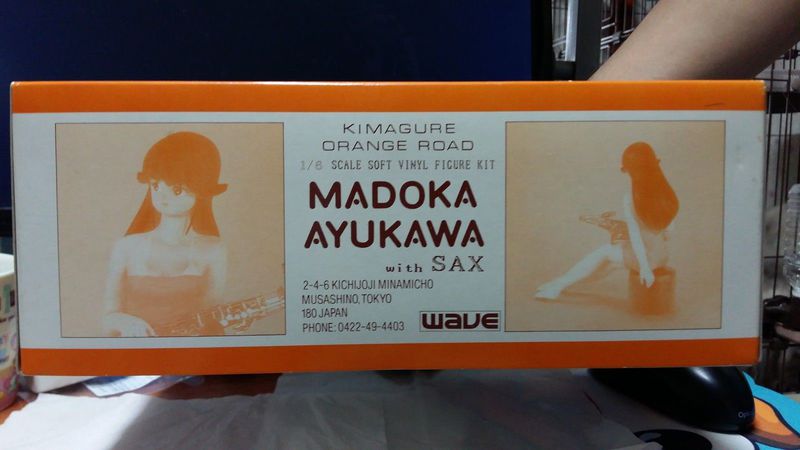 KIMAGURE
ORANGE ROAD
1/6 SCALE SOFT VINYL FIGURE KIT
MADOKA
AYUKAWA
with SAX
2-4-6 KICHIJOJI MINAMICHO
MUSASHINO, TOKYO
180 JAPAN
PHONE: 0422-49-4403
WAVE